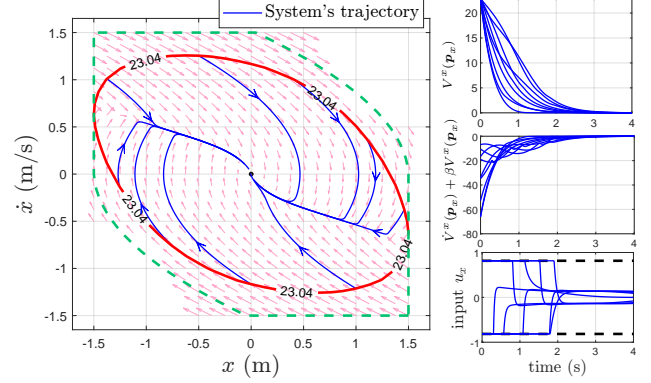 System's trajectory
1.5
1
0.5
0
-0.5
-1
-1.5
ẋ (m/s)
23.04
23.04
23.04
23.04
23.04
-1.5 -1 -0.5 0 0.5 1 1.5
x (m)
20
15
10
5
0
V^x(p_x)
0 1 2 3 4
0
-20
-40
-60
-80
V̇^x(p_x) + βV^x(p_x)
0 1 2 3 4
1
0
-1
input u_x
0 1 2 3 4
time (s)